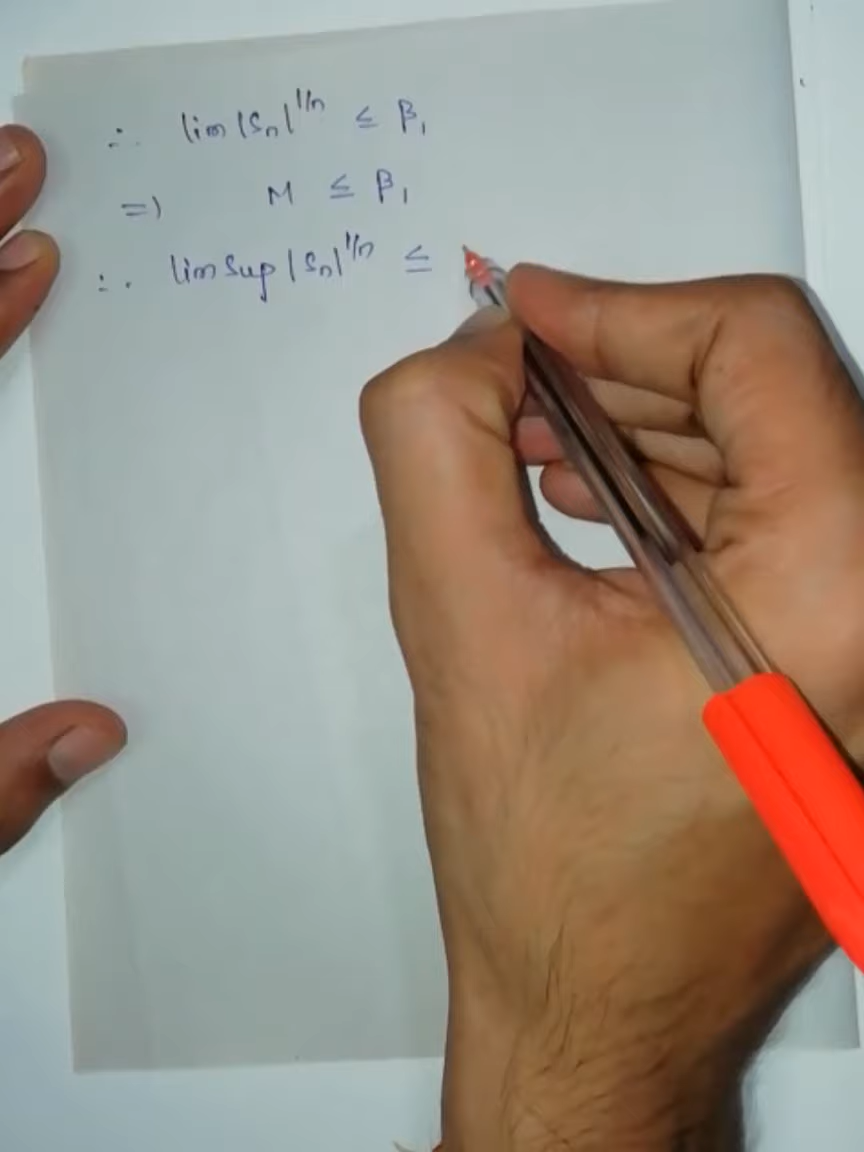 ∴ lim |Sn|^1/n ≤ β₁
=> M ≤ β₁
∴ lim Sup |Sn|^1/n ≤